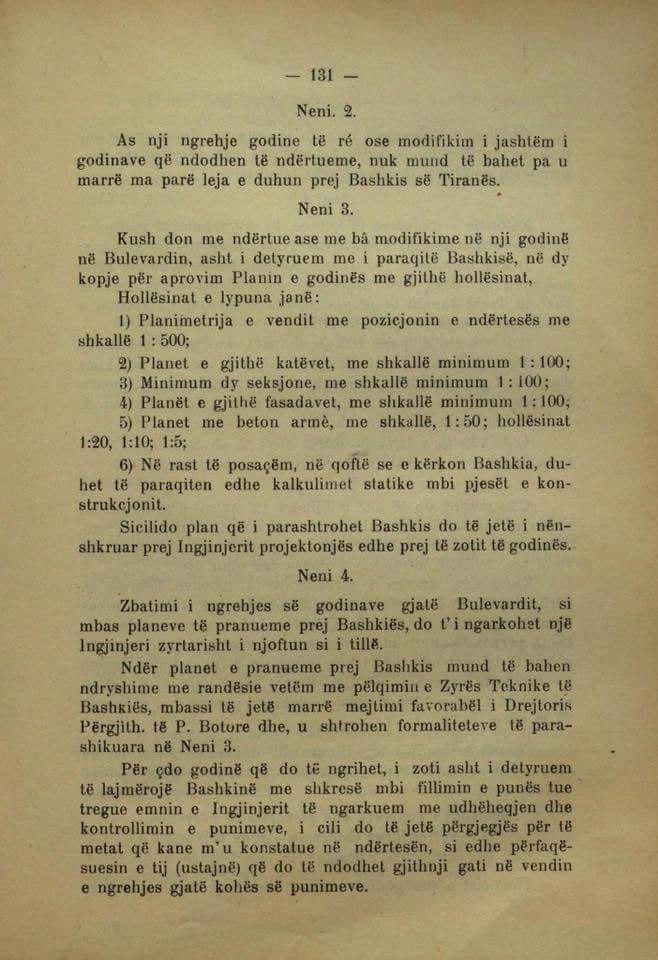 — 131 —
Neni. 2.
As nji ngrehje godine të ré ose modifikim i jashtëm i
godinave që ndodhen të ndërtueme, nuk mund të bahet pa u
marrë ma parë leja e duhun prej Bashkis së Tiranës.
Neni 3.
Kush don me ndërtue ase me bâ modifikime në nji godinë
në Bulevardin, asht i detyruem me i paraqitë Bashkisë, në dy
kopje për aprovim Planin e godinës me gjithë hollësinat,
Hollësinat e lypuna janë:
1) Planimetrija e vendit me pozicjonin e ndërtesës me
shkallë 1 : 500;
2) Planet e gjithë katëvet, me shkallë minimum 1 : 100;
3) Minimum dy seksjone, me shkallë minimum 1 : 100;
4) Planët e gjithë fasadavet, me shkallë minimum 1 : 100;
5) Planet me beton armè, me shkallë, 1 : 50; hollësinat
1:20, 1:10; 1:5;
6) Në rast të posaçëm, në qoftë se e kërkon Bashkia, du-
het të paraqiten edhe kalkulimet statike mbi pjesët e kon-
strukcjonit.
Sicilido plan që i parashtrohet Bashkis do të jetë i nën-
shkruar prej Ingjinjerit projektonjës edhe prej të zotit të godinës.
Neni 4.
Zbatimi i ngrehjes së godinave gjatë Bulevardit, si
mbas planeve të pranueme prej Bashkiës, do t' i ngarkohet një
Ingjinjeri zyrtarisht i njoftun si i tillë.
Ndër planet e pranueme prej Bashkis mund të bahen
ndryshime me randësie vetëm me pëlqimin e Zyrës Teknike të
Bashkiës, mbassi të jetë marrë mejtimi favorabël i Drejtoris
Përgjith. të P. Botore dhe, u shtrohen formaliteteve të para-
shikuara në Neni 3.
Për çdo godinë që do të ngrihet, i zoti asht i detyruem
të lajmërojë Bashkinë me shkresë mbi fillimin e punës tue
tregue emnin e Ingjinjerit të ngarkuem me udhëheqjen dhe
kontrollimin e punimeve, i cili do të jetë përgjegjës për të
metat që kane m' u konstatue në ndërtesën, si edhe përfaqë-
suesin e tij (ustajnë) që do të ndodhet gjithnji gati në vendin
e ngrehjes gjatë kohës së punimeve.